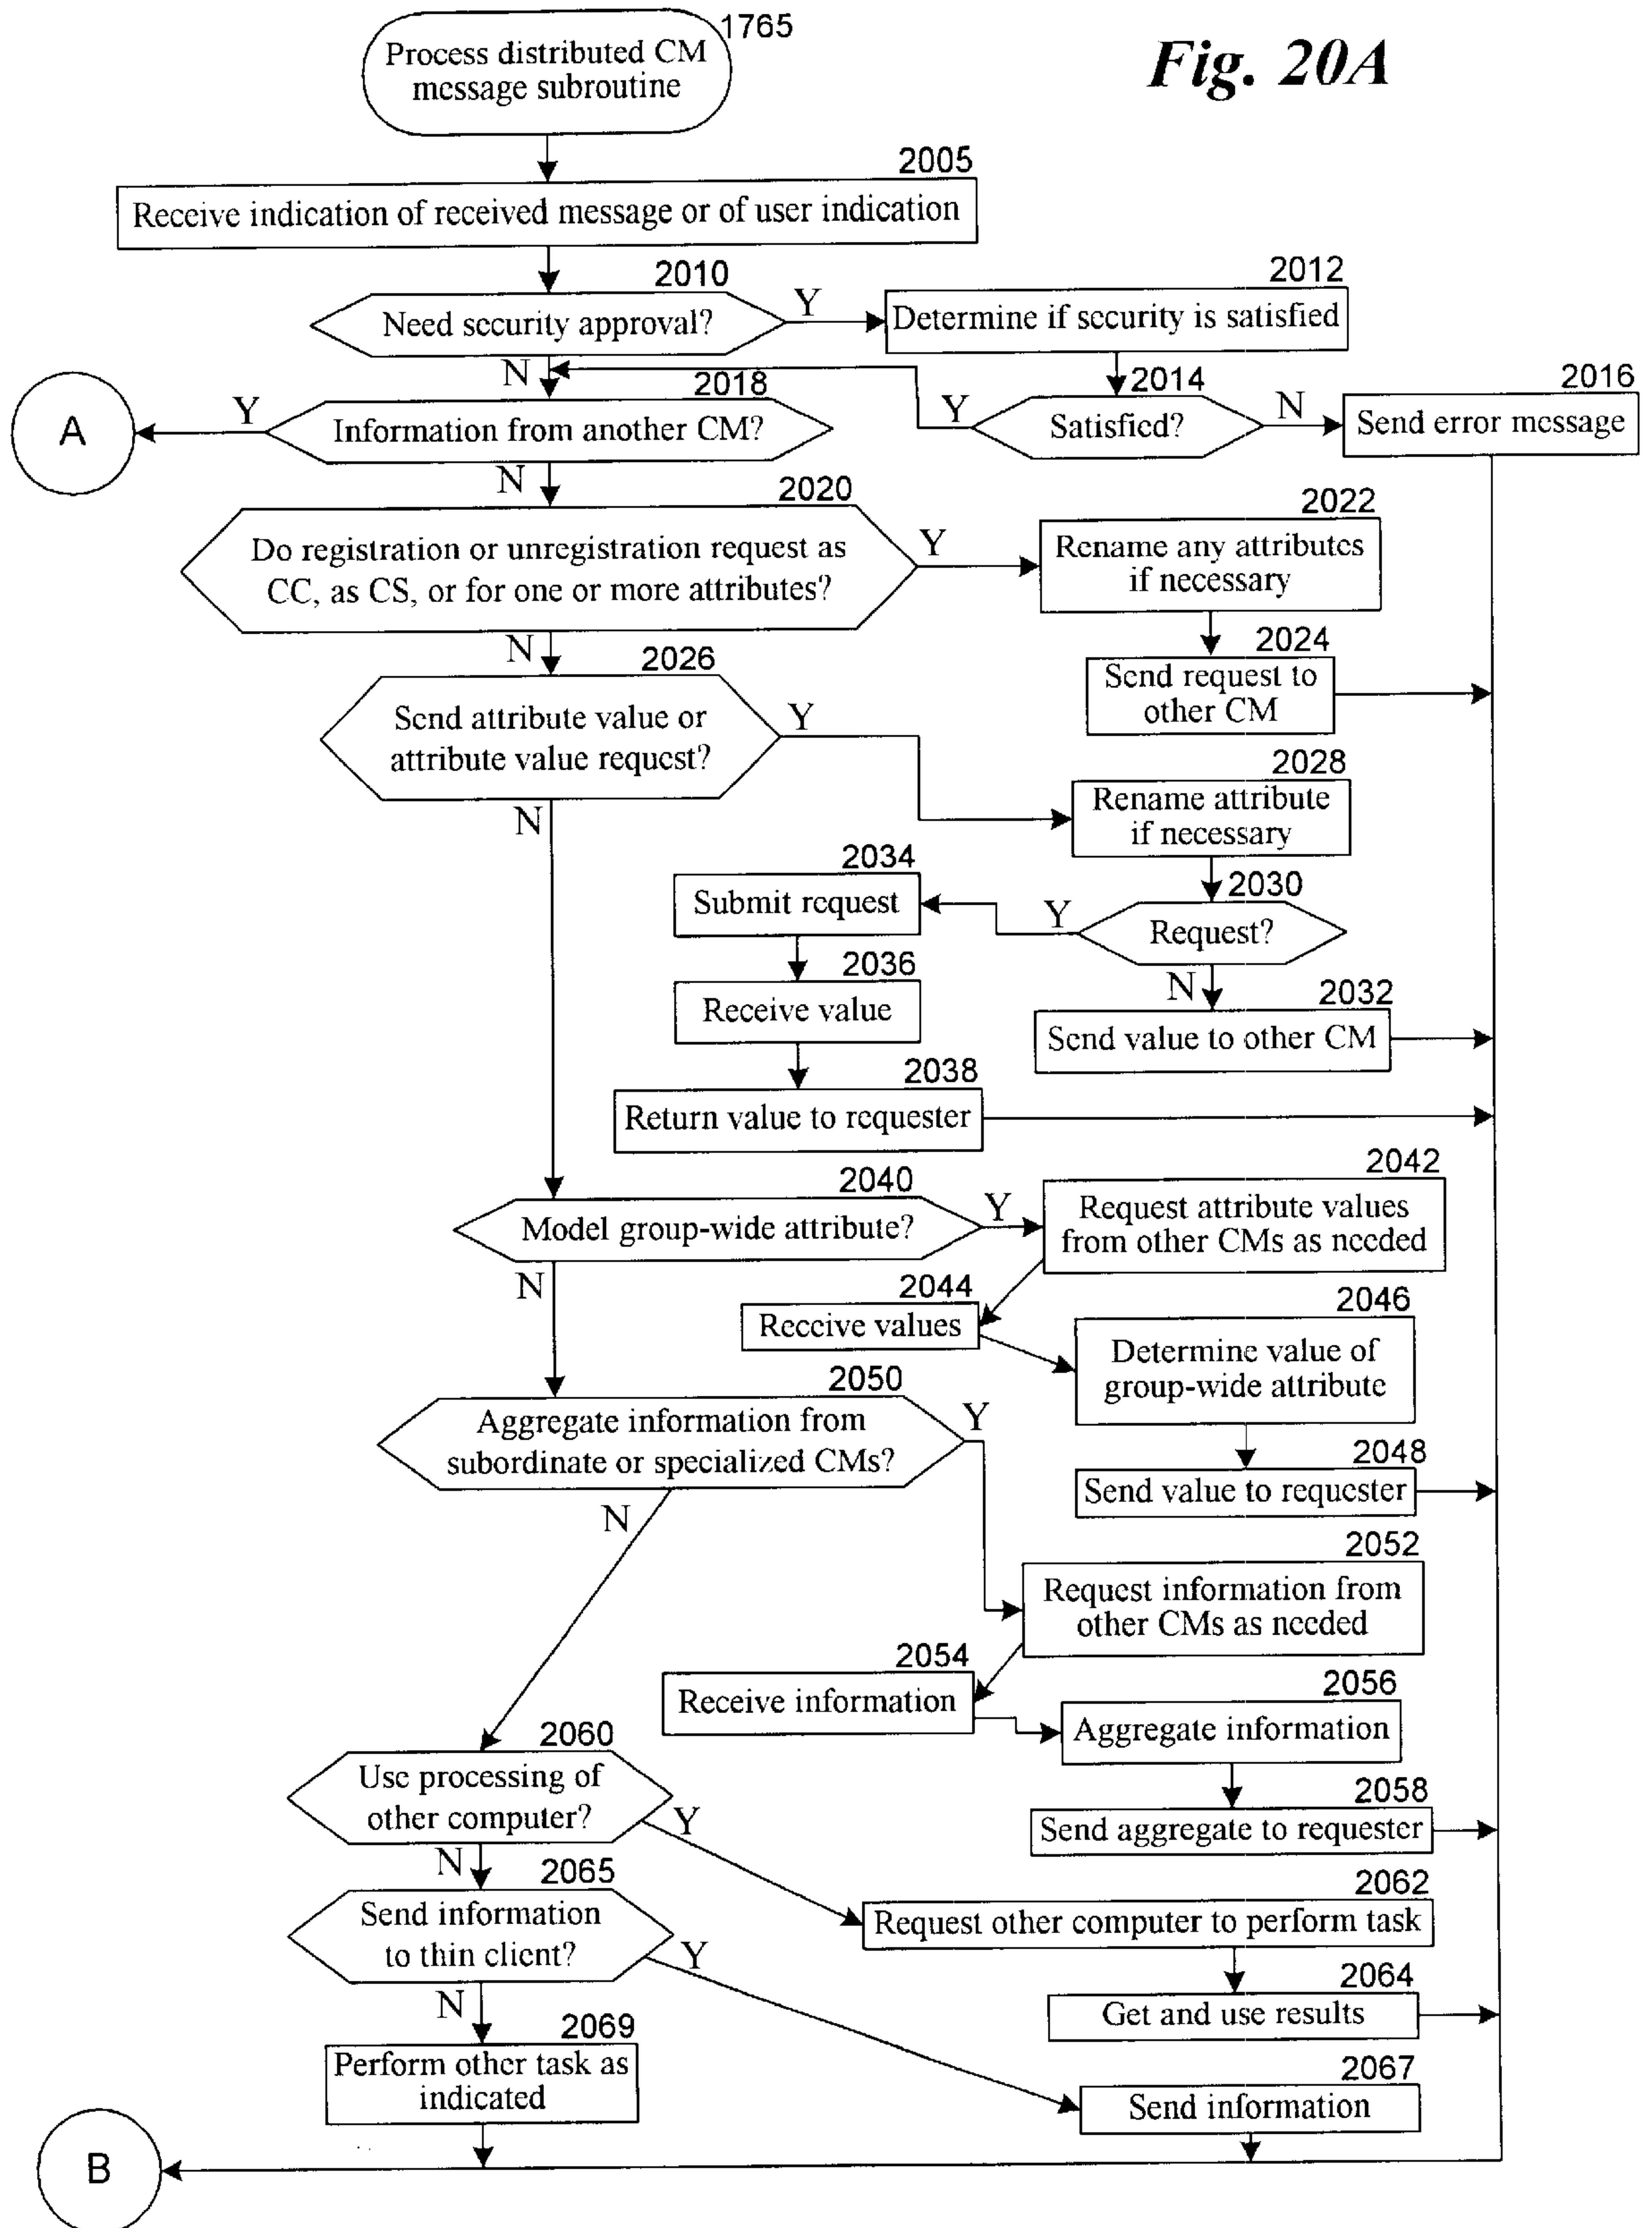 1765
Process distributed CM
message subroutine
Fig. 20A
2005
Receive indication of received message or of user indication
2010
Need security approval?
Y
2012
Determine if security is satisfied
N
2018
Information from another CM?
Y
A
2014
Satisfied?
Y
N
2016
Send error message
N
2020
Do registration or unregistration request as
CC, as CS, or for one or more attributes?
Y
2022
Rename any attributes
if necessary
2024
Send request to
other CM
N
2026
Send attribute value or
attribute value request?
Y
2028
Rename attribute
if necessary
N
2030
Request?
Y
2034
Submit request
2036
Receive value
N
2032
Send value to other CM
2038
Return value to requester
2040
Model group-wide attribute?
Y
2042
Request attribute values
from other CMs as needed
N
2044
Receive values
2046
Determine value of
group-wide attribute
2048
Send value to requester
2050
Aggregate information from
subordinate or specialized CMs?
Y
N
2052
Request information from
other CMs as needed
2054
Receive information
2056
Aggregate information
2058
Send aggregate to requester
2060
Use processing of
other computer?
Y
N
2062
Request other computer to perform task
2064
Get and use results
2065
Send information
to thin client?
Y
N
2067
Send information
2069
Perform other task as
indicated
B